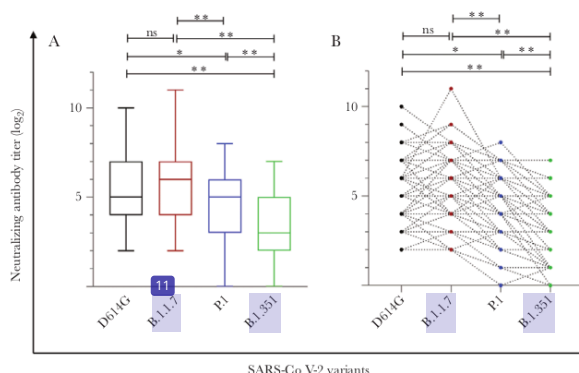 A
B
**
**
ns
**
ns
**
*
**
*
**
**
**
Neutralizing antibody titer (log2)
10
5
10
5
11
D614G
B.1.1.7
P.1
B.1.351
D614G
B.1.1.7
P.1
B.1.351
SARS-Co V-2 variants